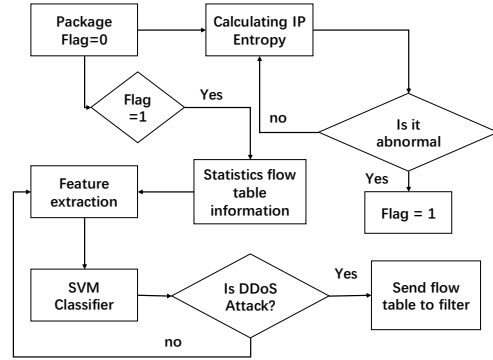 Package
Flag=0
Calculating IP
Entropy
Flag
=1
Yes
no
Is it
abnormal
Yes
Flag = 1
Feature
extraction
Statistics flow
table
information
SVM
Classifier
Is DDoS
Attack?
Yes
Send flow
table to filter
no